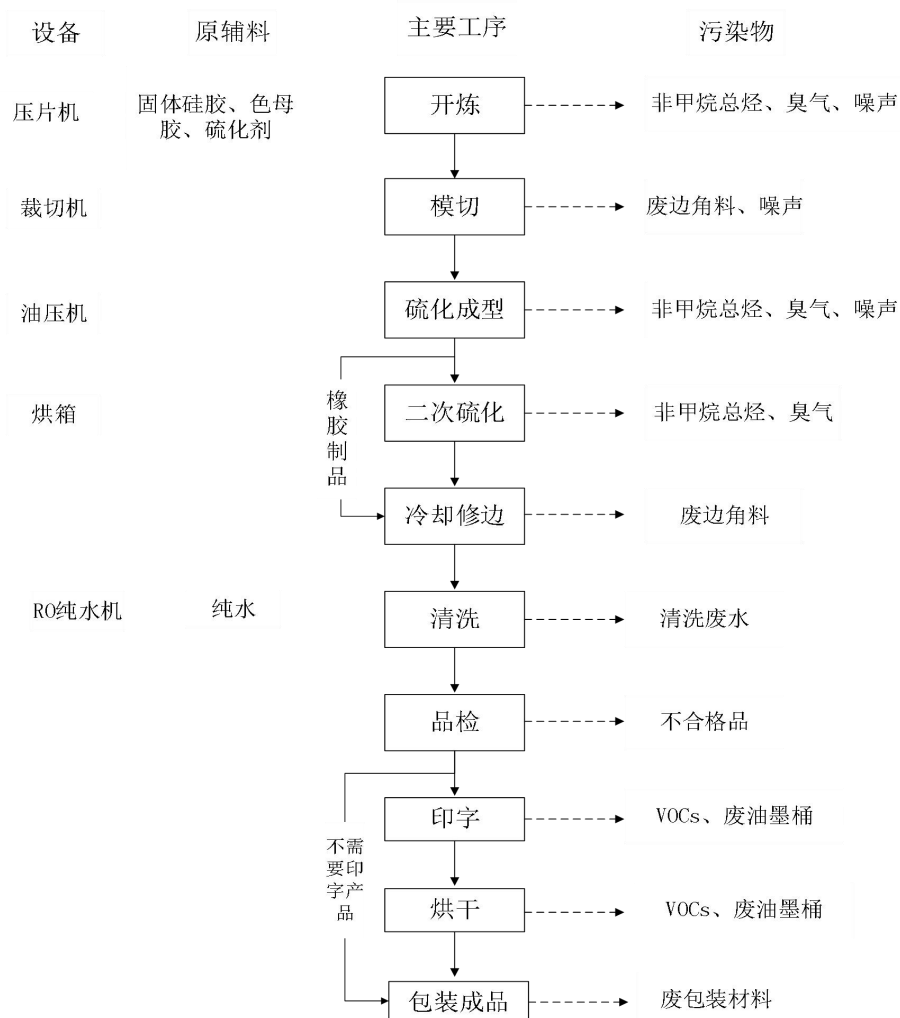 设备
原辅料
主要工序
污染物
压片机
固体硅胶、色母
胶、硫化剂
开炼
非甲烷总烃、臭气、噪声
裁切机
模切
废边角料、噪声
油压机
硫化成型
非甲烷总烃、臭气、噪声
橡胶制品
烘箱
二次硫化
非甲烷总烃、臭气
冷却修边
废边角料
RO纯水机
纯水
清洗
清洗废水
品检
不合格品
印字
VOCs、废油墨桶
不需
要印
字产
品
烘干
VOCs、废油墨桶
包装成品
废包装材料